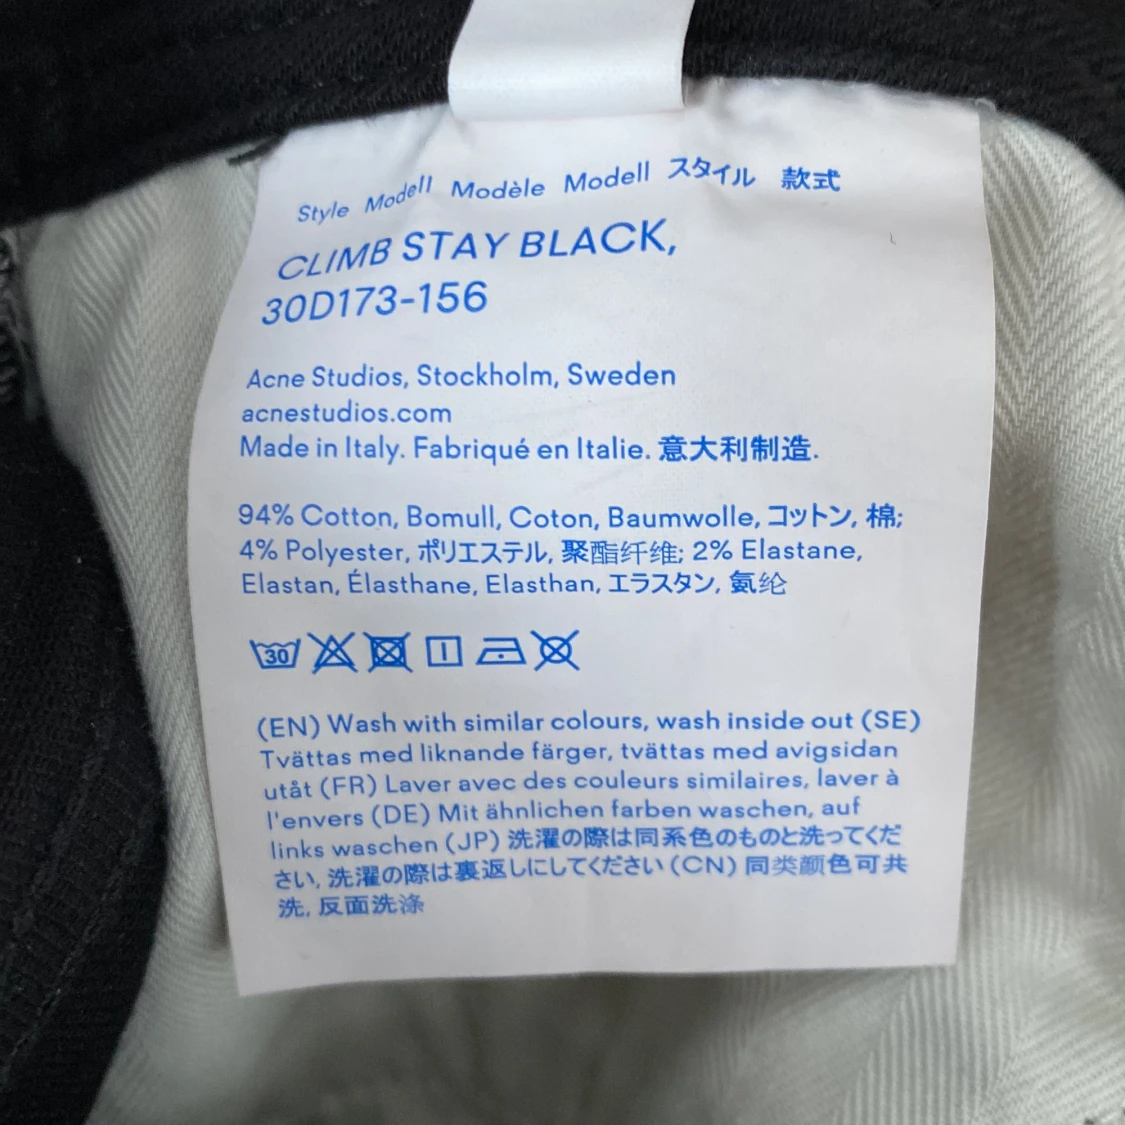 Style Modell Modèle Modell スタイル 款式
CLIMB STAY BLACK,
30D173-156
Acne Studios, Stockholm, Sweden
acnestudios.com
Made in Italy. Fabriqué en Italie. 意大利制造.
94% Cotton, Bomull, Coton, Baumwolle, コットン, 棉;
4% Polyester, ポリエステル, 聚酯纤维; 2% Elastane,
Elastan, Élasthane, Elasthan, エラスタン, 氨纶
30
(EN) Wash with similar colours, wash inside out (SE)
Tvättas med liknande färger, tvättas med avigsidan
utåt (FR) Laver avec des couleurs similaires, laver à
l'envers (DE) Mit ähnlichen farben waschen, auf
links waschen (JP) 洗濯の際は同系色のものと洗ってくだ
さい, 洗濯の際は裏返しにしてください (CN) 同类颜色可共
洗, 反面洗涤